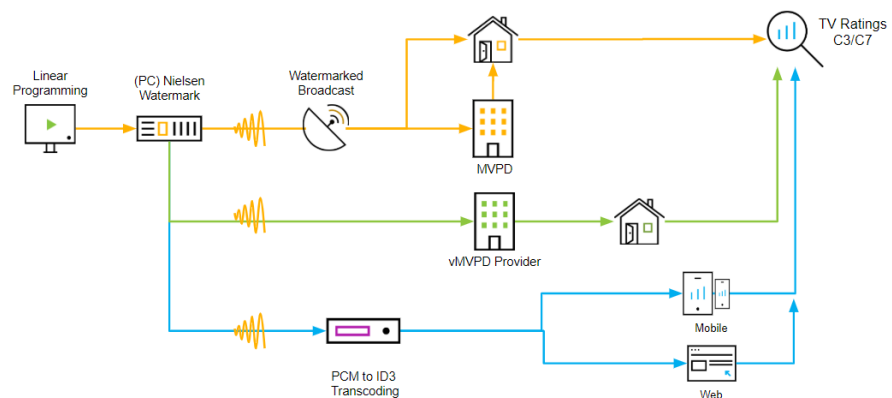 TV Ratings
C3/C7
Linear
Programming
(PC) Nielsen
Watermark
Watermarked
Broadcast
MVPD
vMVPD Provider
Mobile
PCM to ID3
Transcoding
Web